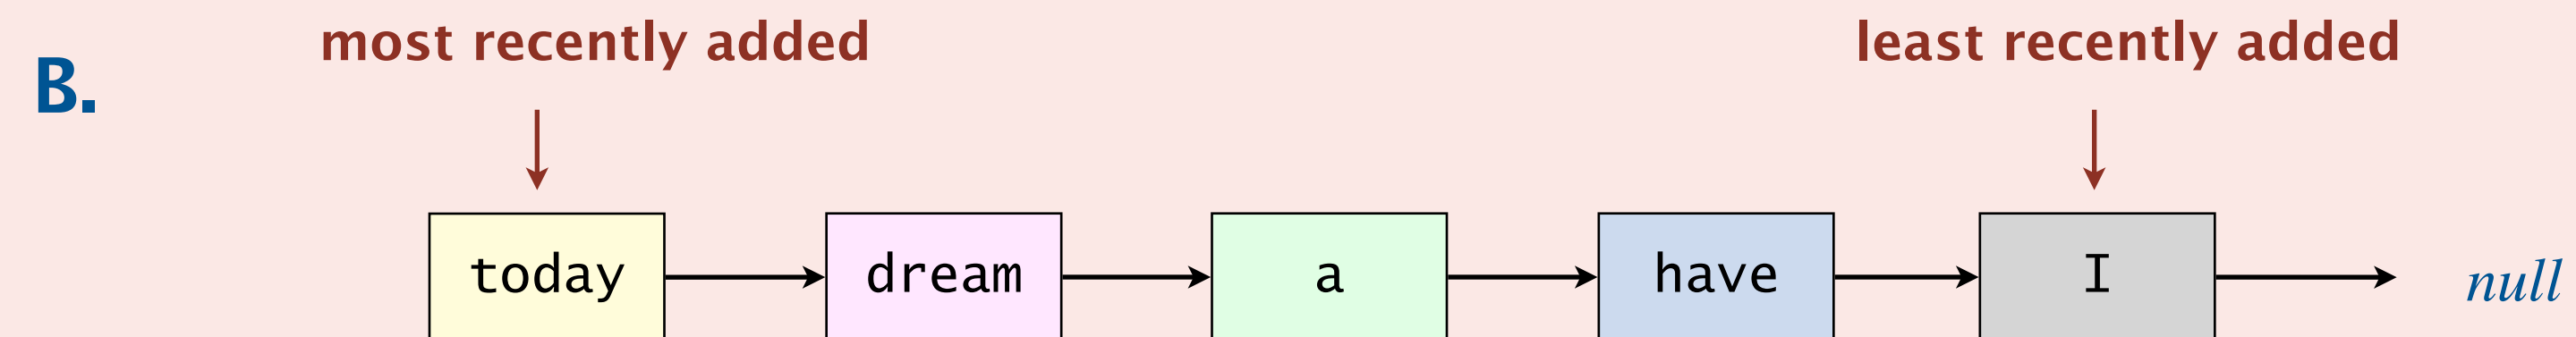 B.
most recently added
least recently added
today
dream
a
have
I
null